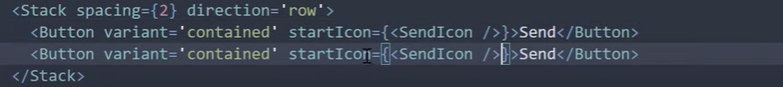 <Stack spacing={2} direction='row'>
<Button variant='contained' startIcon={<SendIcon />}>Send</Button>
<Button variant='contained' startIcon={<SendIcon />}>Send</Button>
</Stack>